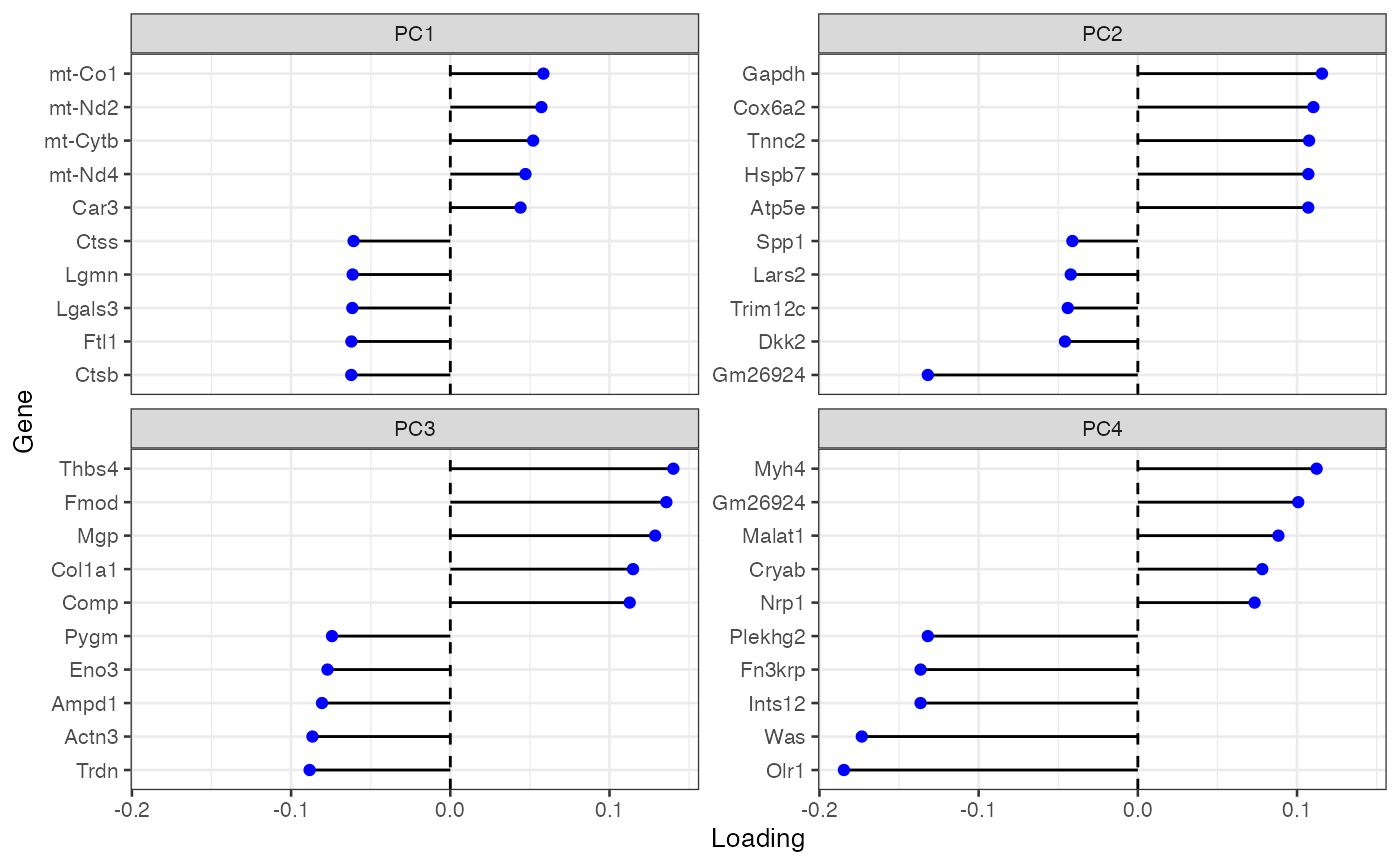 PC1
PC2
mt-Co1
mt-Nd2
mt-Cytb
mt-Nd4
Car3
Ctss
Lgmn
Lgals3
Ftl1
Ctsb
Gapdh
Cox6a2
Tnnc2
Hspb7
Atp5e
Spp1
Lars2
Trim12c
Dkk2
Gm26924
Gene
PC3
PC4
Thbs4
Fmod
Mgp
Col1a1
Comp
Pygm
Eno3
Ampd1
Actn3
Trdn
Myh4
Gm26924
Malat1
Cryab
Nrp1
Plekhg2
Fn3krp
Ints12
Was
Olr1
-0.2 -0.1 0.0 0.1
-0.2 -0.1 0.0 0.1
Loading